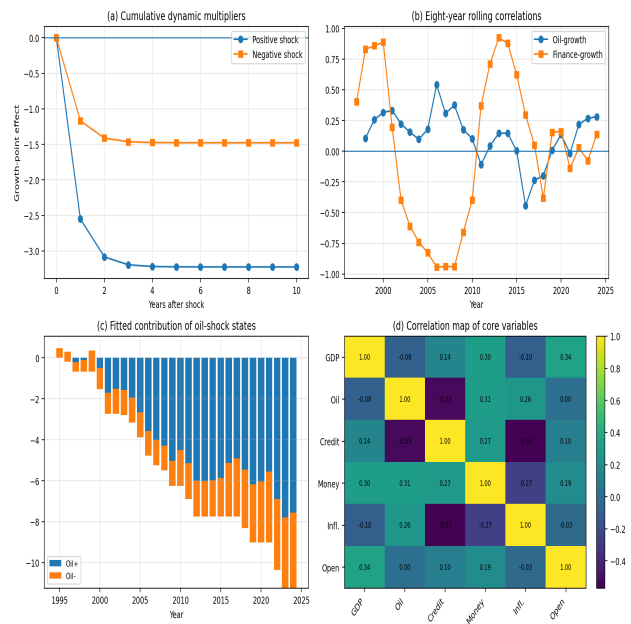 (a) Cumulative dynamic multipliers
Growth-point effect
0.0
−0.5
−1.0
−1.5
−2.0
−2.5
−3.0
Positive shock
Negative shock
0 2 4 6 8 10
Years after shock
(b) Eight-year rolling correlations
1.00
0.75
0.50
0.25
0.00
−0.25
−0.50
−0.75
−1.00
Oil-growth
Finance-growth
2000 2005 2010 2015 2020 2025
Year
(c) Fitted contribution of oil-shock states
0
−2
−4
−6
−8
−10
Oil+
Oil-
1995 2000 2005 2010 2015 2020 2025
Year
(d) Correlation map of core variables
GDP 1.00 -0.08 0.14 0.30 -0.10 0.34
Oil -0.08 1.00 -0.53 0.31 0.26 0.00
Credit 0.14 -0.53 1.00 0.27 -0.57 0.10
Money 0.30 0.31 0.27 1.00 -0.27 0.19
Infl. -0.10 0.26 -0.57 -0.27 1.00 -0.03
Open 0.34 0.00 0.10 0.19 -0.03 1.00
GDP Oil Credit Money Infl. Open
1.0
0.8
0.6
0.4
0.2
0.0
−0.2
−0.4